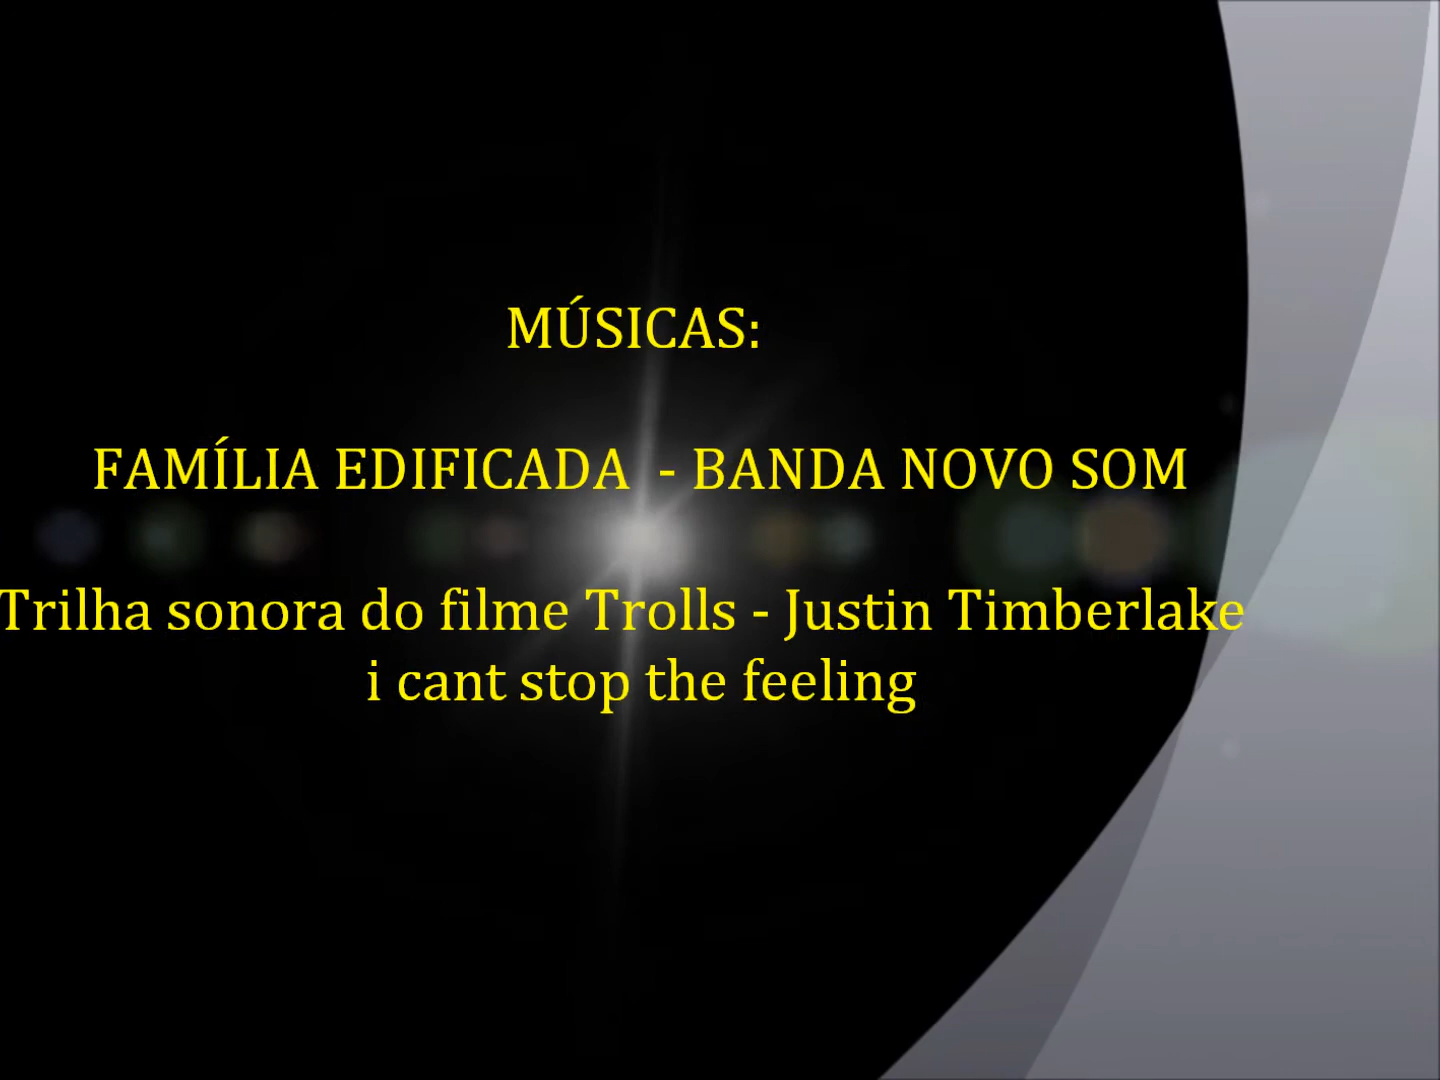 MÚSICAS:
FAMÍLIA EDIFICADA - BANDA NOVO SOM
Trilha sonora do filme Trolls - Justin Timberlake
i cant stop the feeling